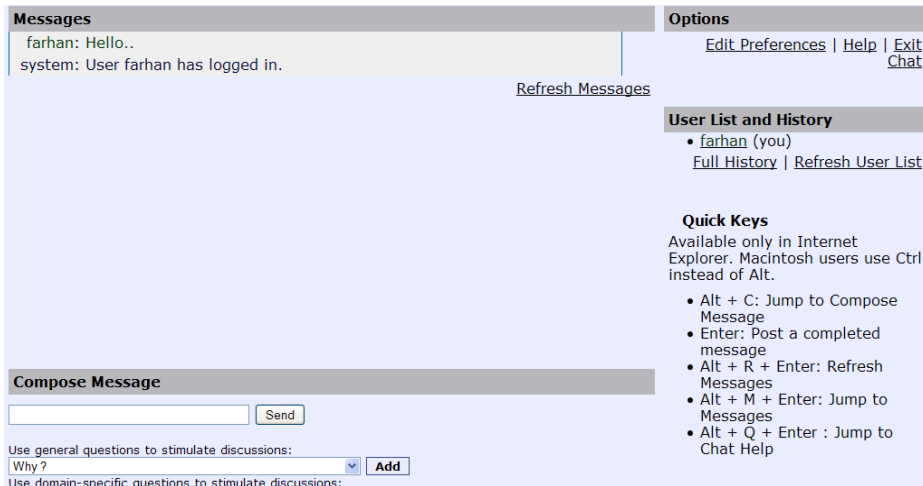 Messages
farhan: Hello..
system: User farhan has logged in.
Refresh Messages
Compose Message
Send
Use general questions to stimulate discussions:
Why?
Add
Use domain-specific questions to stimulate discussions:
Options
Edit Preferences | Help | Exit
Chat
User List and History
• farhan (you)
Full History | Refresh User List
Quick Keys
Available only in Internet
Explorer. Macintosh users use Ctrl
instead of Alt.
• Alt + C: Jump to Compose
Message
• Enter: Post a completed
message
• Alt + R + Enter: Refresh
Messages
• Alt + M + Enter: Jump to
Messages
• Alt + Q + Enter : Jump to
Chat Help